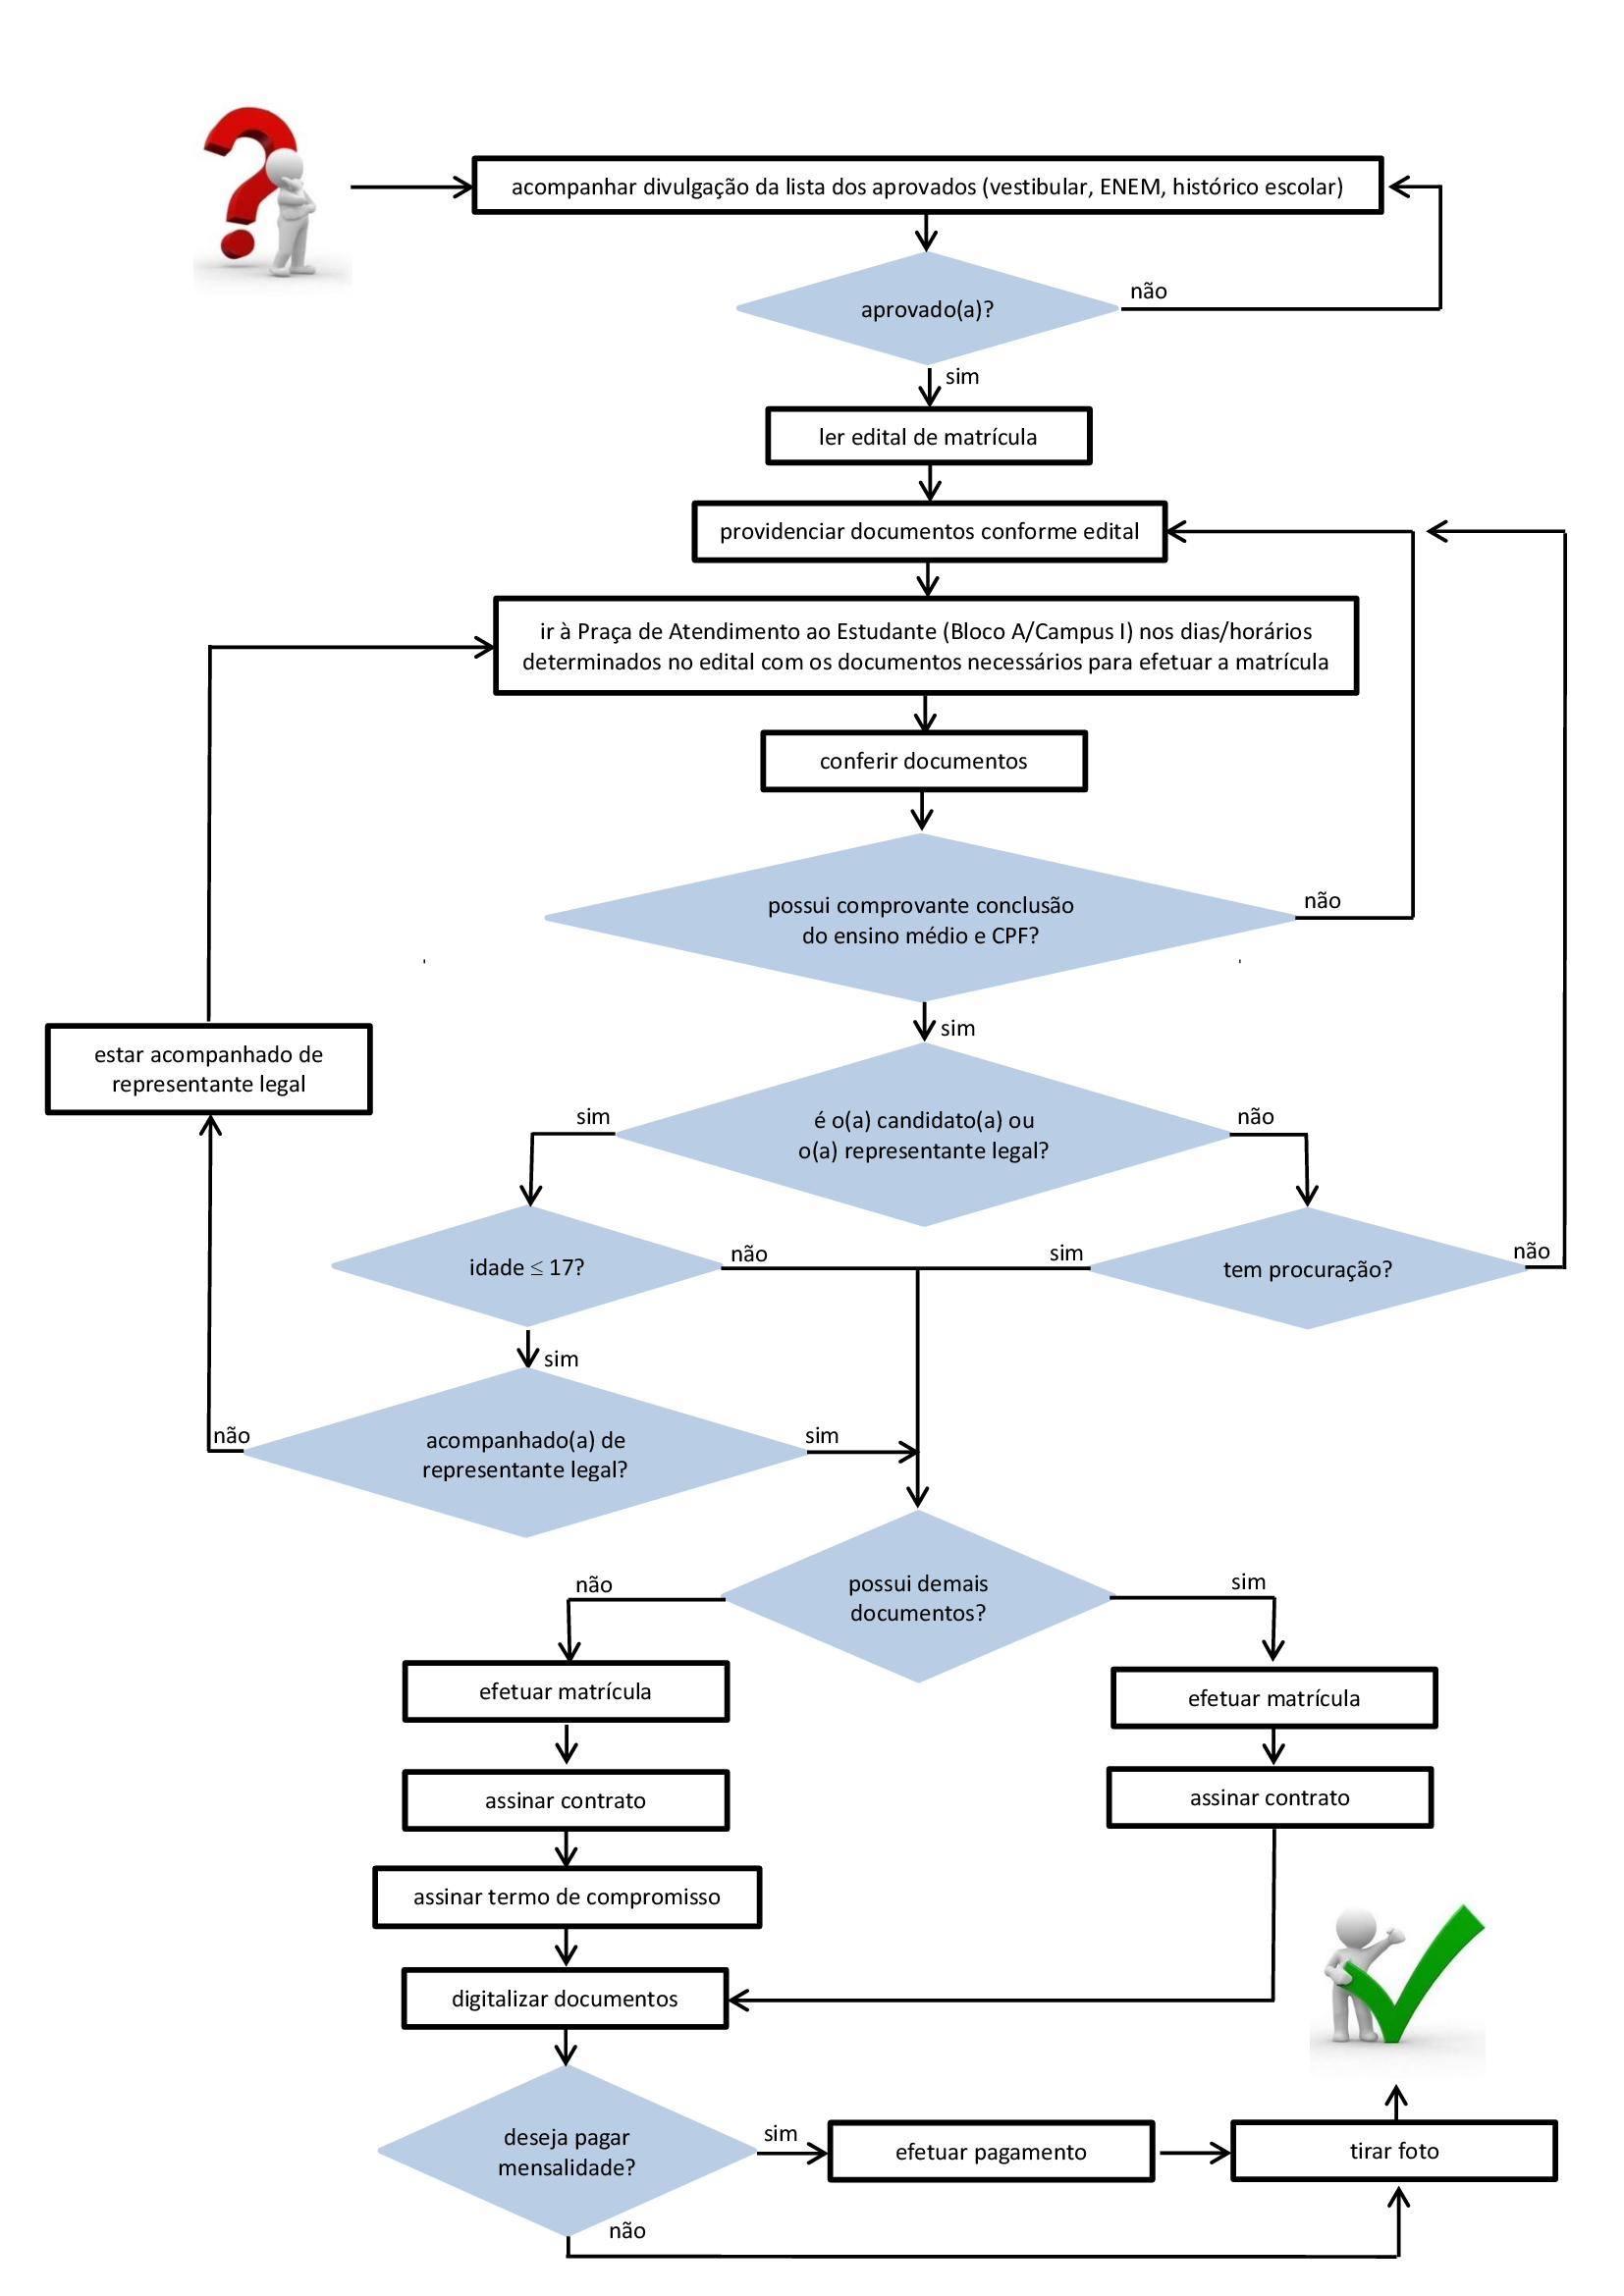 acompanhar divulgação da lista dos aprovados (vestibular, ENEM, histórico escolar)
não
aprovado(a)?
sim
ler edital de matrícula
providenciar documentos conforme edital
ir à Praça de Atendimento ao Estudante (Bloco A/Campus I) nos dias/horários
determinados no edital com os documentos necessários para efetuar a matrícula
conferir documentos
possui comprovante conclusão
do ensino médio e CPF?
não
sim
estar acompanhado de
representante legal
sim
é o(a) candidato(a) ou
o(a) representante legal?
não
idade ≤ 17?
não
sim
tem procuração?
não
sim
não
acompanhado(a) de
representante legal?
sim
não
possui demais
documentos?
sim
efetuar matrícula
efetuar matrícula
assinar contrato
assinar contrato
assinar termo de compromisso
digitalizar documentos
deseja pagar
mensalidade?
sim
efetuar pagamento
tirar foto
não